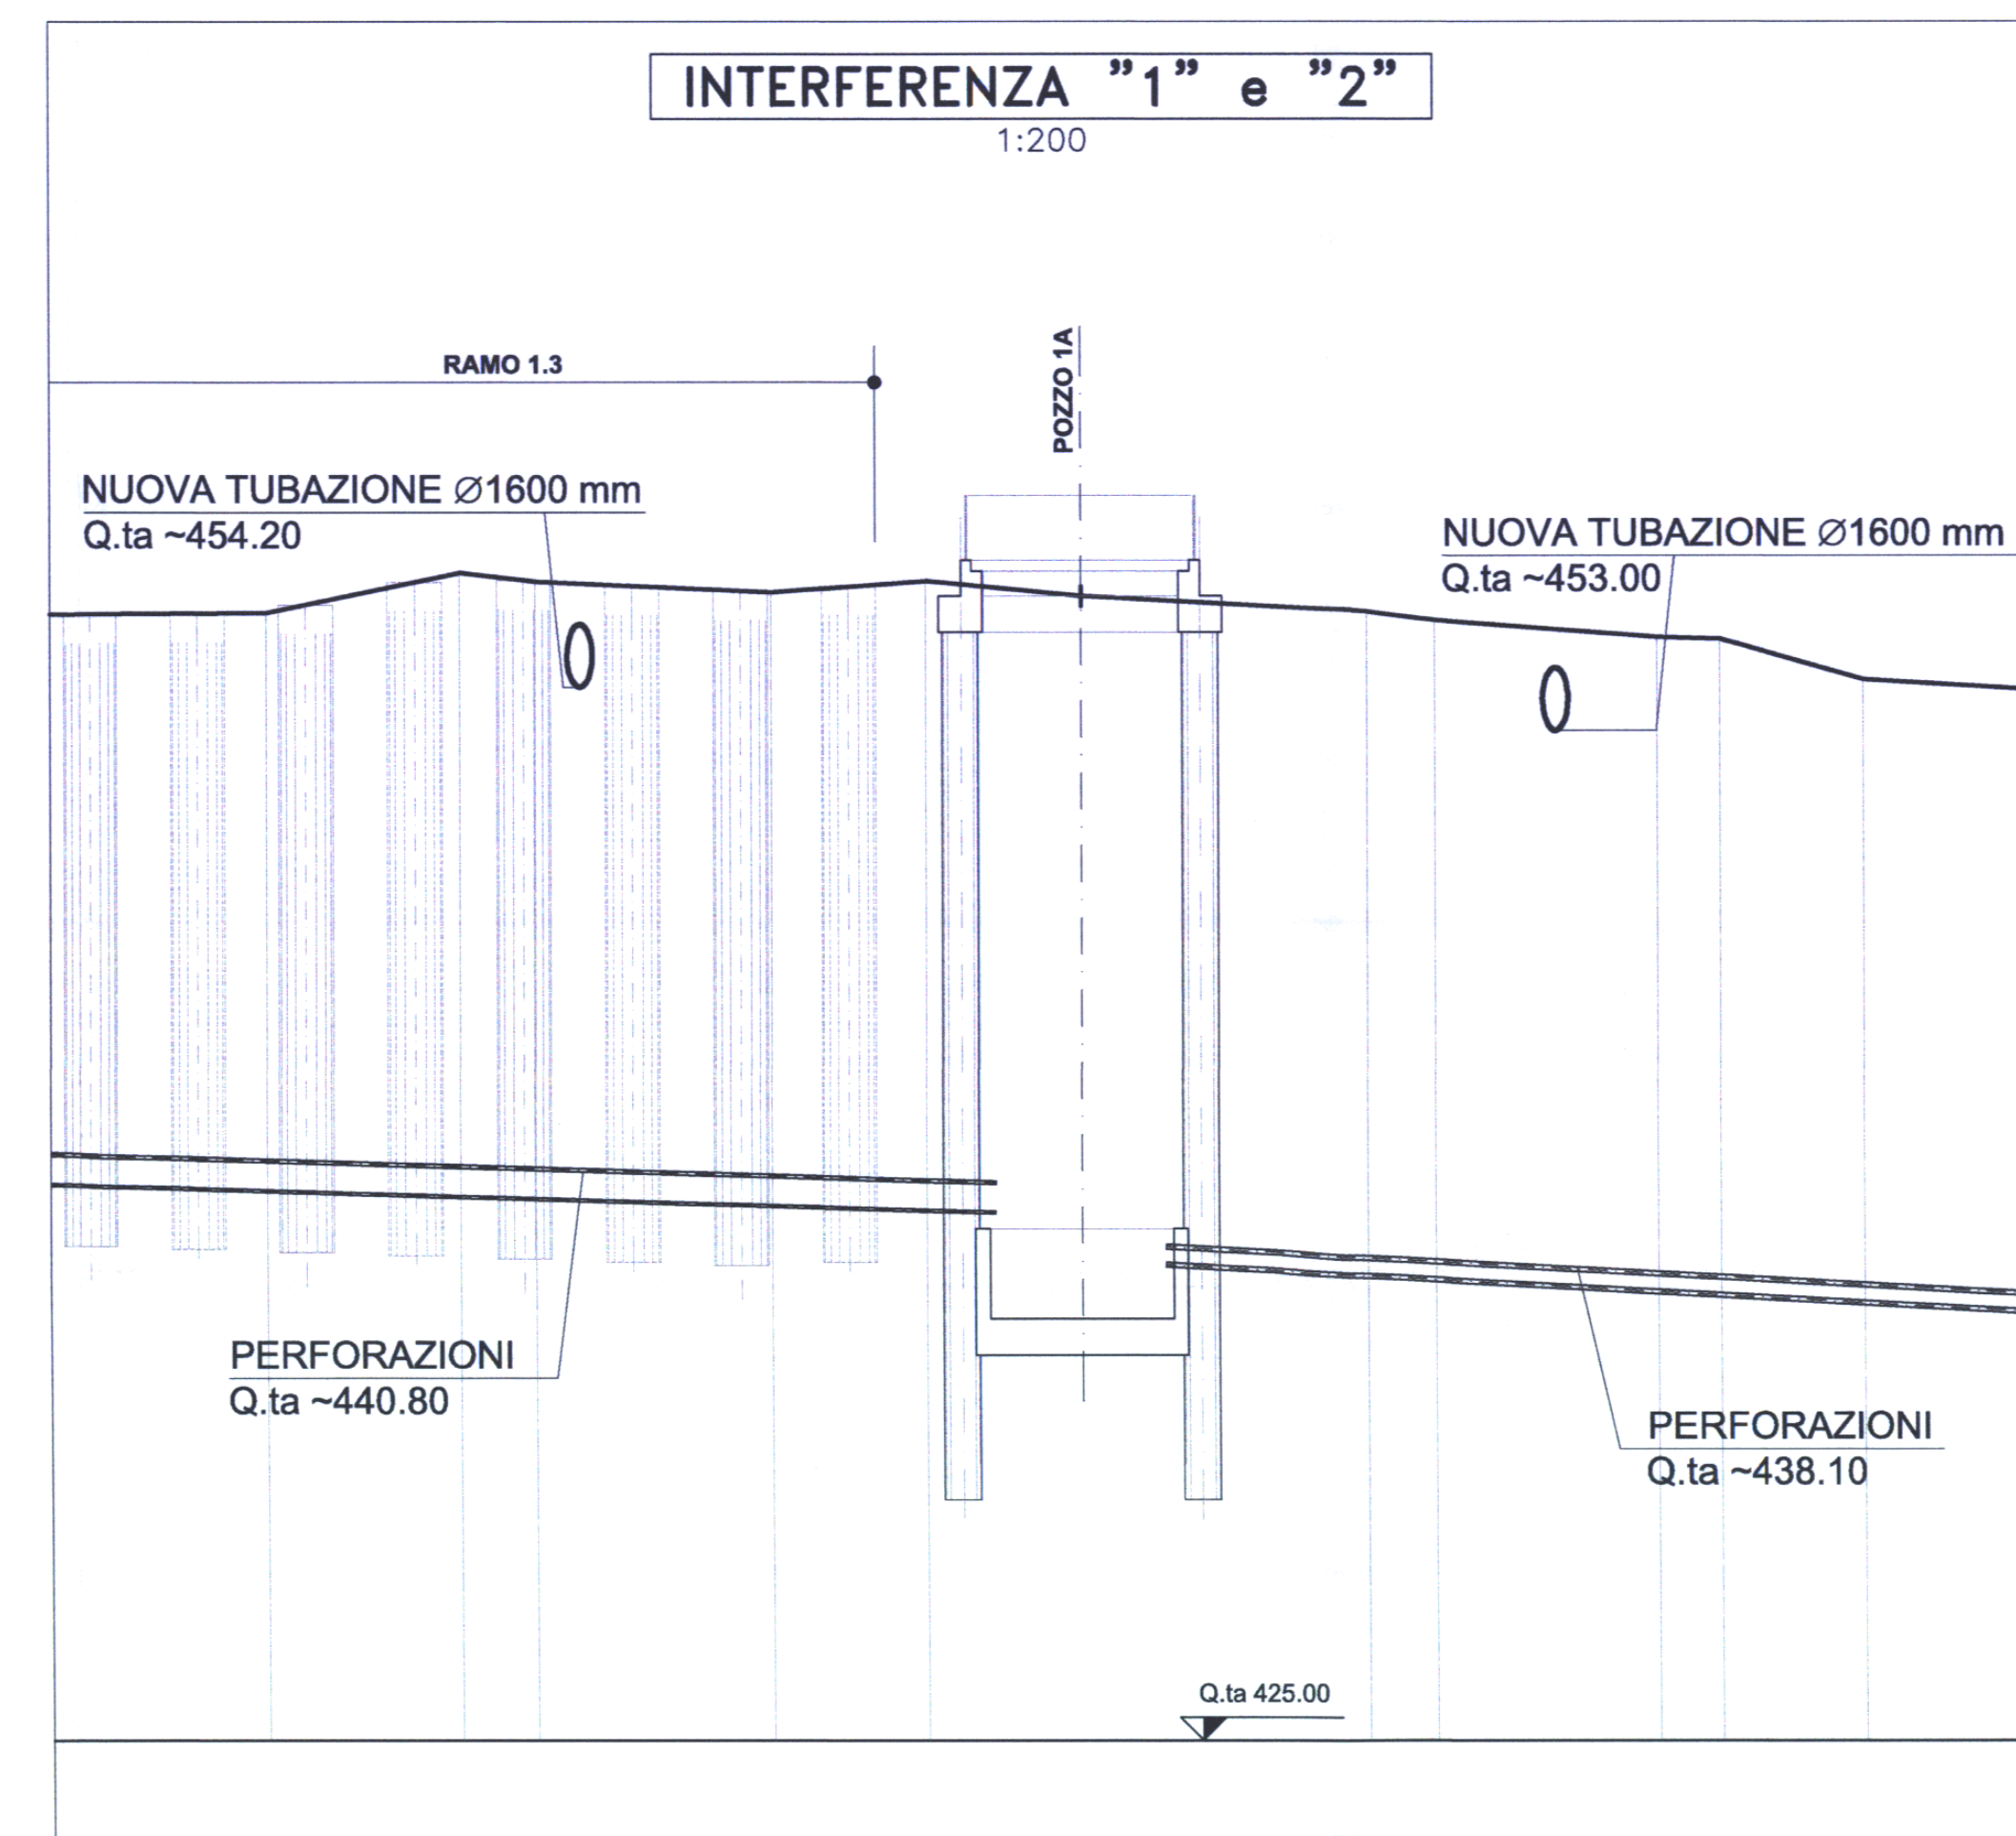 INTERFERENZA "1" e "2"
1:200
RAMO 1.3
POZZO 1A
NUOVA TUBAZIONE Ø1600 mm
Q.ta ~454.20
NUOVA TUBAZIONE Ø1600 mm
Q.ta ~453.00
PERFORAZIONI
Q.ta ~440.80
PERFORAZIONI
Q.ta ~438.10
Q.ta 425.00